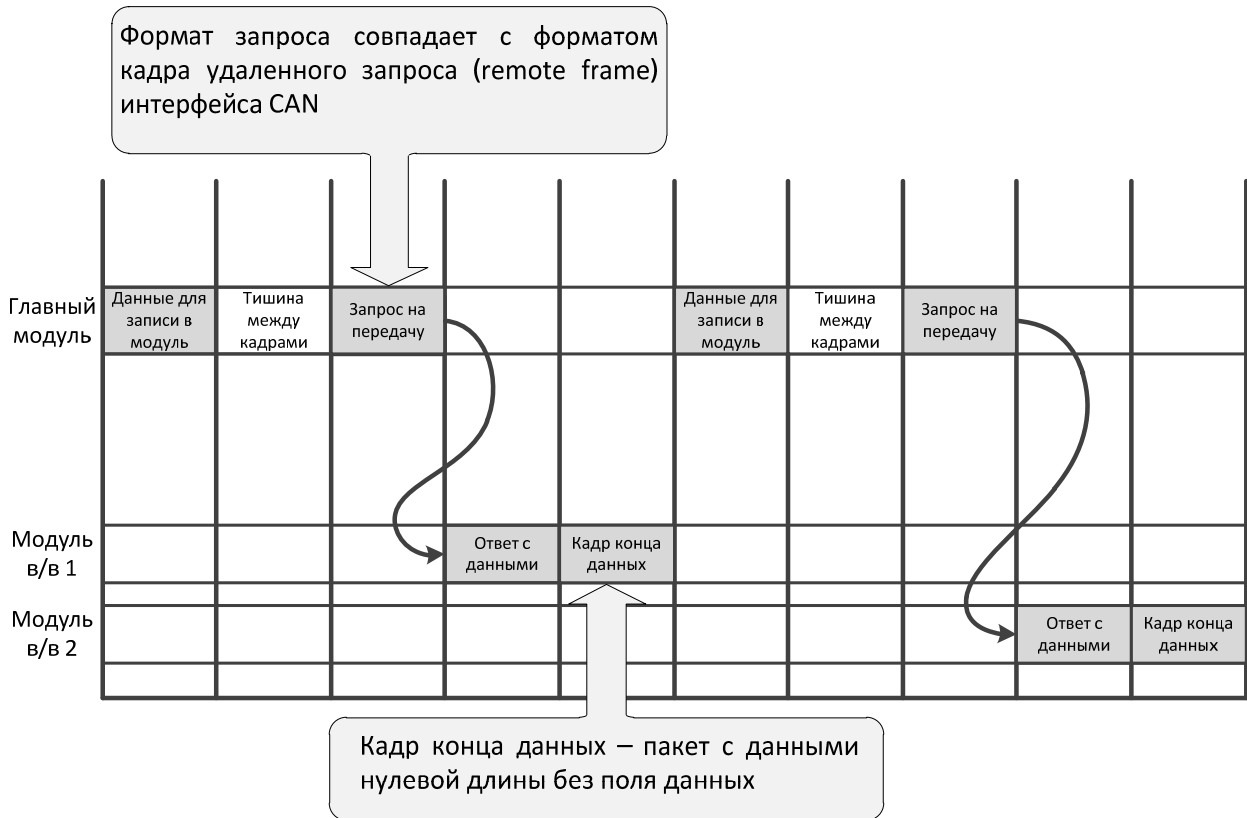 Формат запроса совпадает с форматом
кадра удаленного запроса (remote frame)
интерфейса CAN
Главный
модуль
Данные для
записи в
модуль
Тишина
между
кадрами
Запрос на
передачу
Данные для
записи в
модуль
Тишина
между
кадрами
Запрос на
передачу
Модуль
в/в 1
Ответ с
данными
Кадр конца
данных
Модуль
в/в 2
Ответ с
данными
Кадр конца
данных
Кадр конца данных – пакет с данными
нулевой длины без поля данных